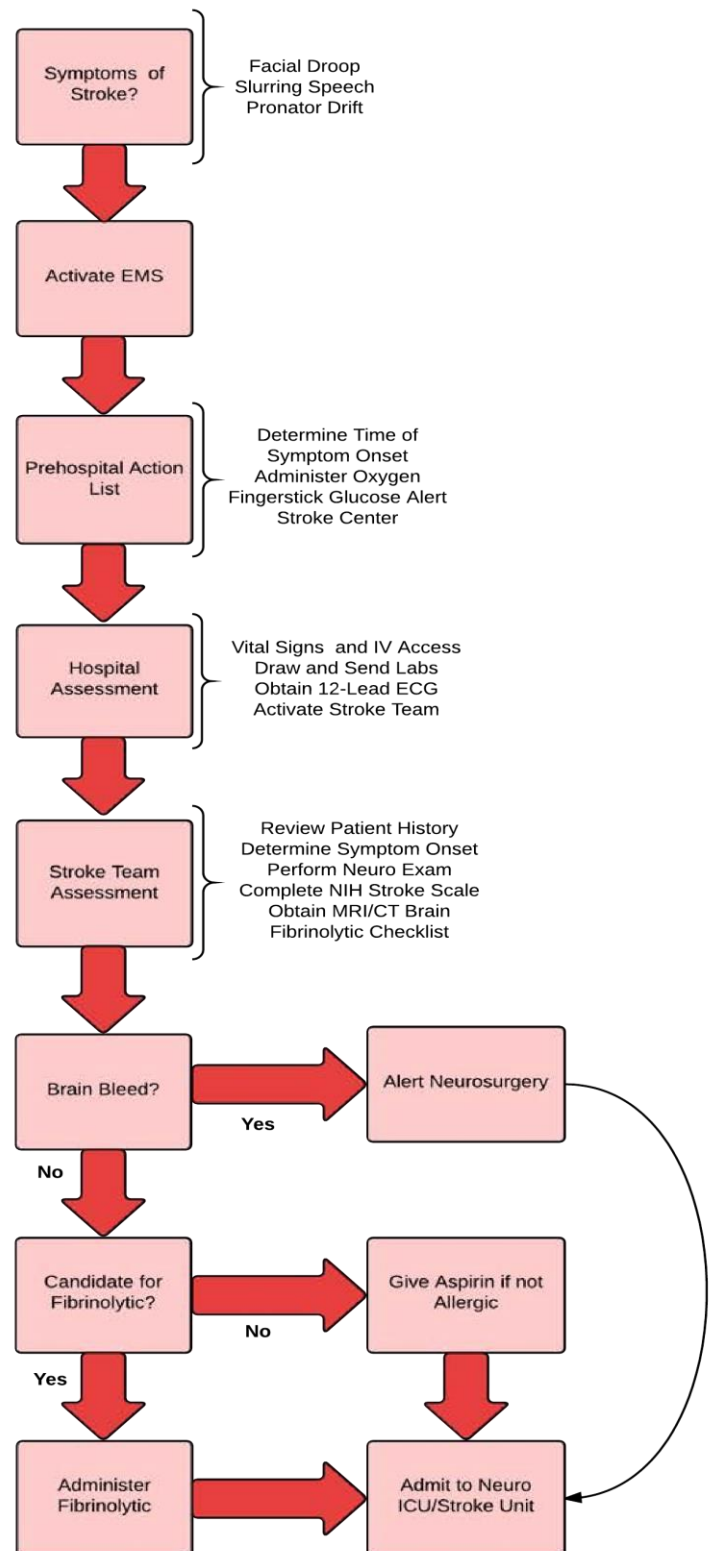 Symptoms of
Stroke?
Facial Droop
Slurring Speech
Pronator Drift
Activate EMS
Prehospital Action
List
Determine Time of
Symptom Onset
Administer Oxygen
Fingerstick Glucose Alert
Stroke Center
Hospital
Assessment
Vital Signs and IV Access
Draw and Send Labs
Obtain 12-Lead ECG
Activate Stroke Team
Stroke Team
Assessment
Review Patient History
Determine Symptom Onset
Perform Neuro Exam
Complete NIH Stroke Scale
Obtain MRI/CT Brain
Fibrinolytic Checklist
Brain Bleed?
Yes
Alert Neurosurgery
No
Candidate for
Fibrinolytic?
No
Give Aspirin if not
Allergic
Yes
Administer
Fibrinolytic
Admit to Neuro
ICU/Stroke Unit